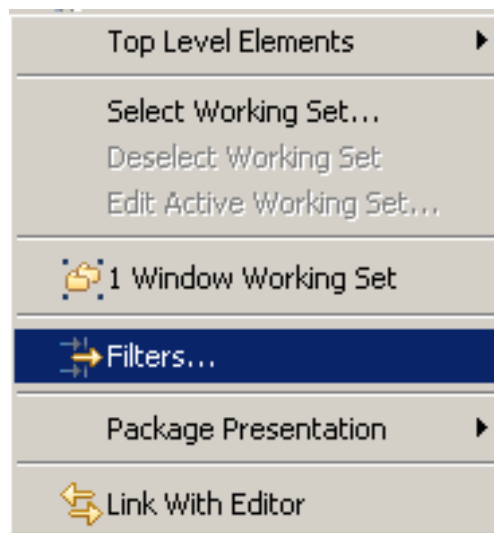 Top Level Elements
Select Working Set...
Deselect Working Set
Edit Active Working Set...
1 Window Working Set
Filters...
Package Presentation
Link With Editor